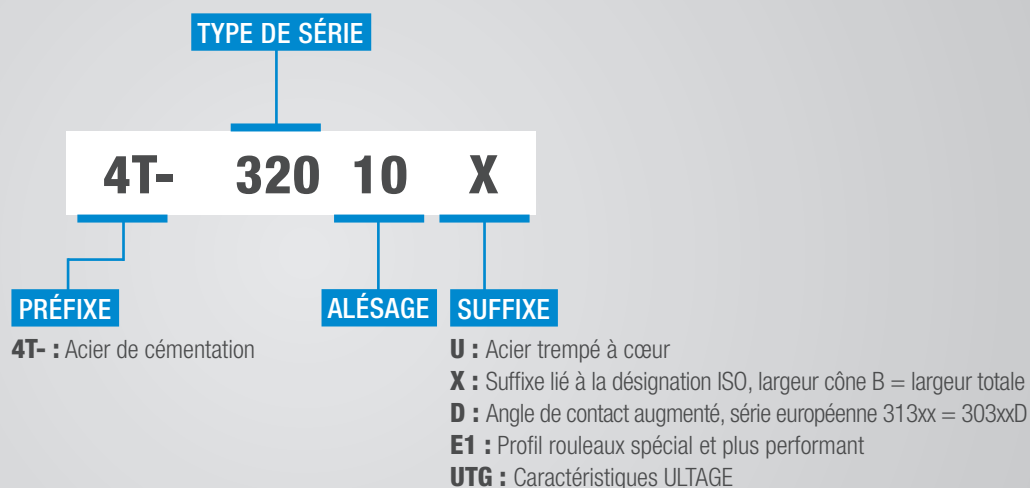 TYPE DE SÉRIE
4T- 320 10 X
PRÉFIXE
ALÉSAGE
SUFFIXE
4T- : Acier de cémentation
U : Acier trempé à cœur
X : Suffixe lié à la désignation ISO, largeur cône B = largeur totale
D : Angle de contact augmenté, série européenne 313xx = 303xxD
E1 : Profil rouleaux spécial et plus performant
UTG : Caractéristiques ULTAGE